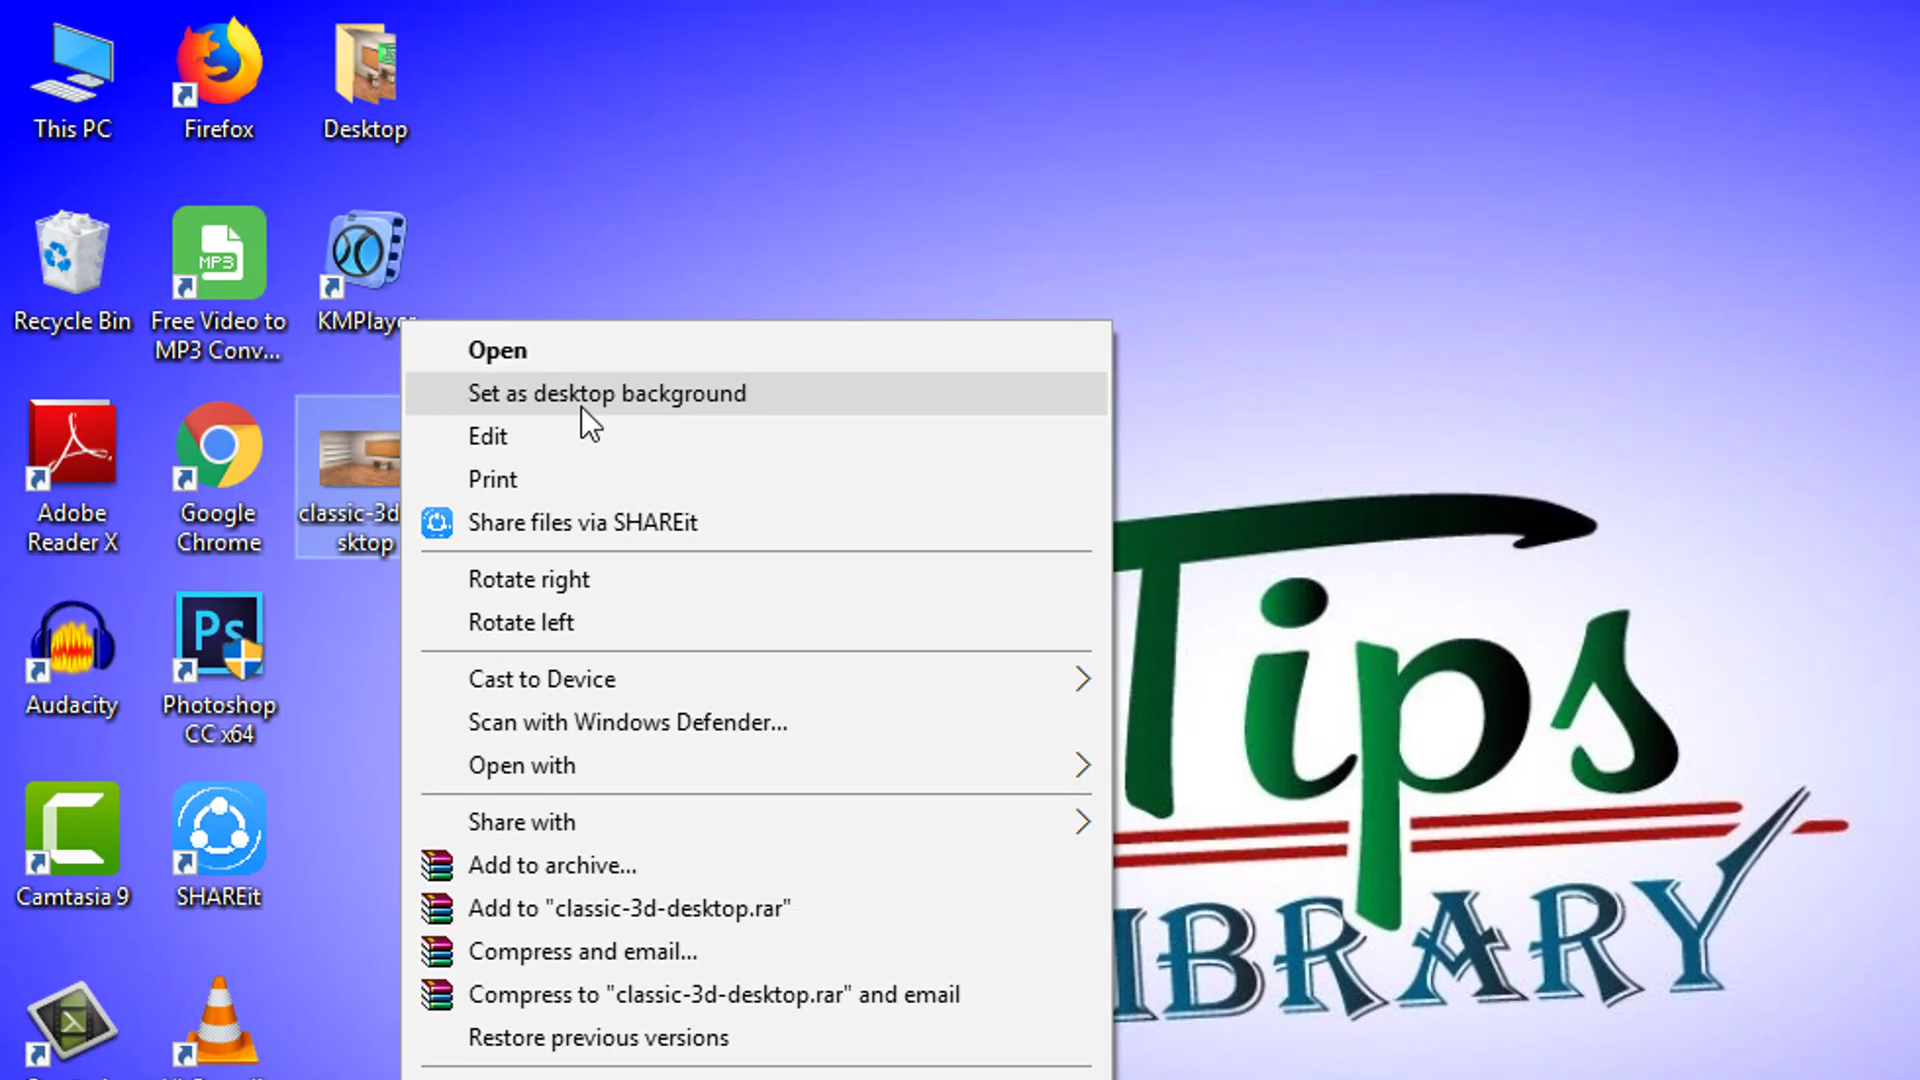 This PC
Firefox
Desktop
Recycle Bin
MP3
Free Video to
MP3 Conv...
KMPlayer
Adobe
Reader X
Google
Chrome
classic-3d
sktop
Audacity
Ps
Photoshop
CC x64
Camtasia 9
SHAREit
Open
Set as desktop background
Edit
Print
Share files via SHAREit
Rotate right
Rotate left
Cast to Device
Scan with Windows Defender...
Open with
Share with
Add to archive...
Add to "classic-3d-desktop.rar"
Compress and email...
Compress to "classic-3d-desktop.rar" and email
Restore previous versions
Tips
IBRARY